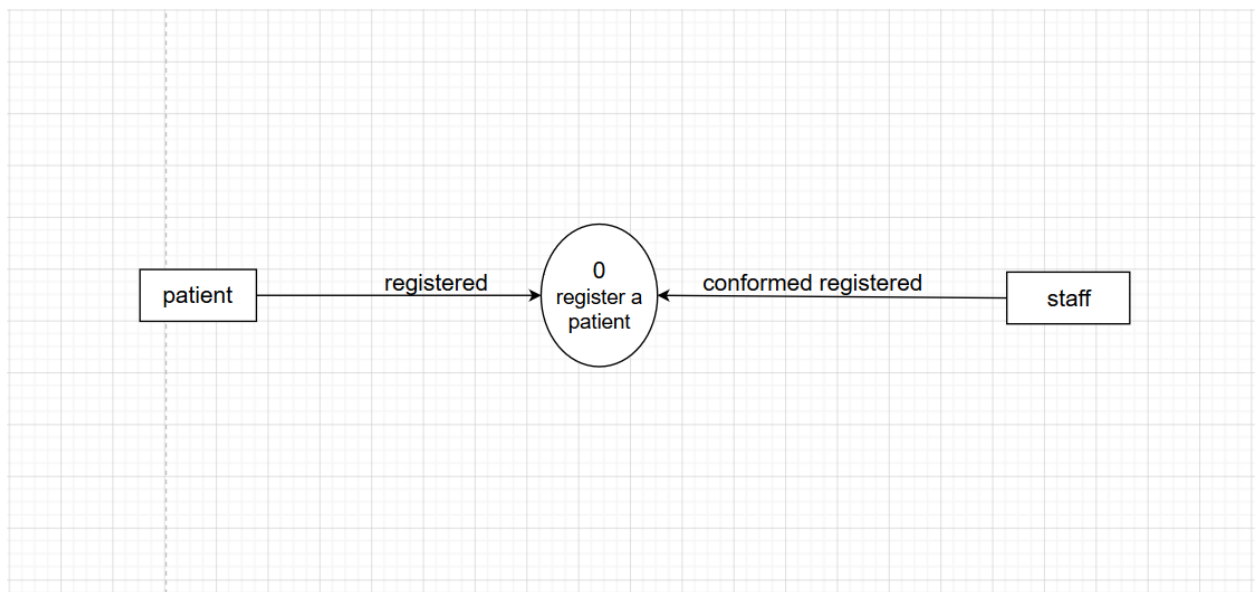 patient
registered
0
register a
patient
conformed registered
staff